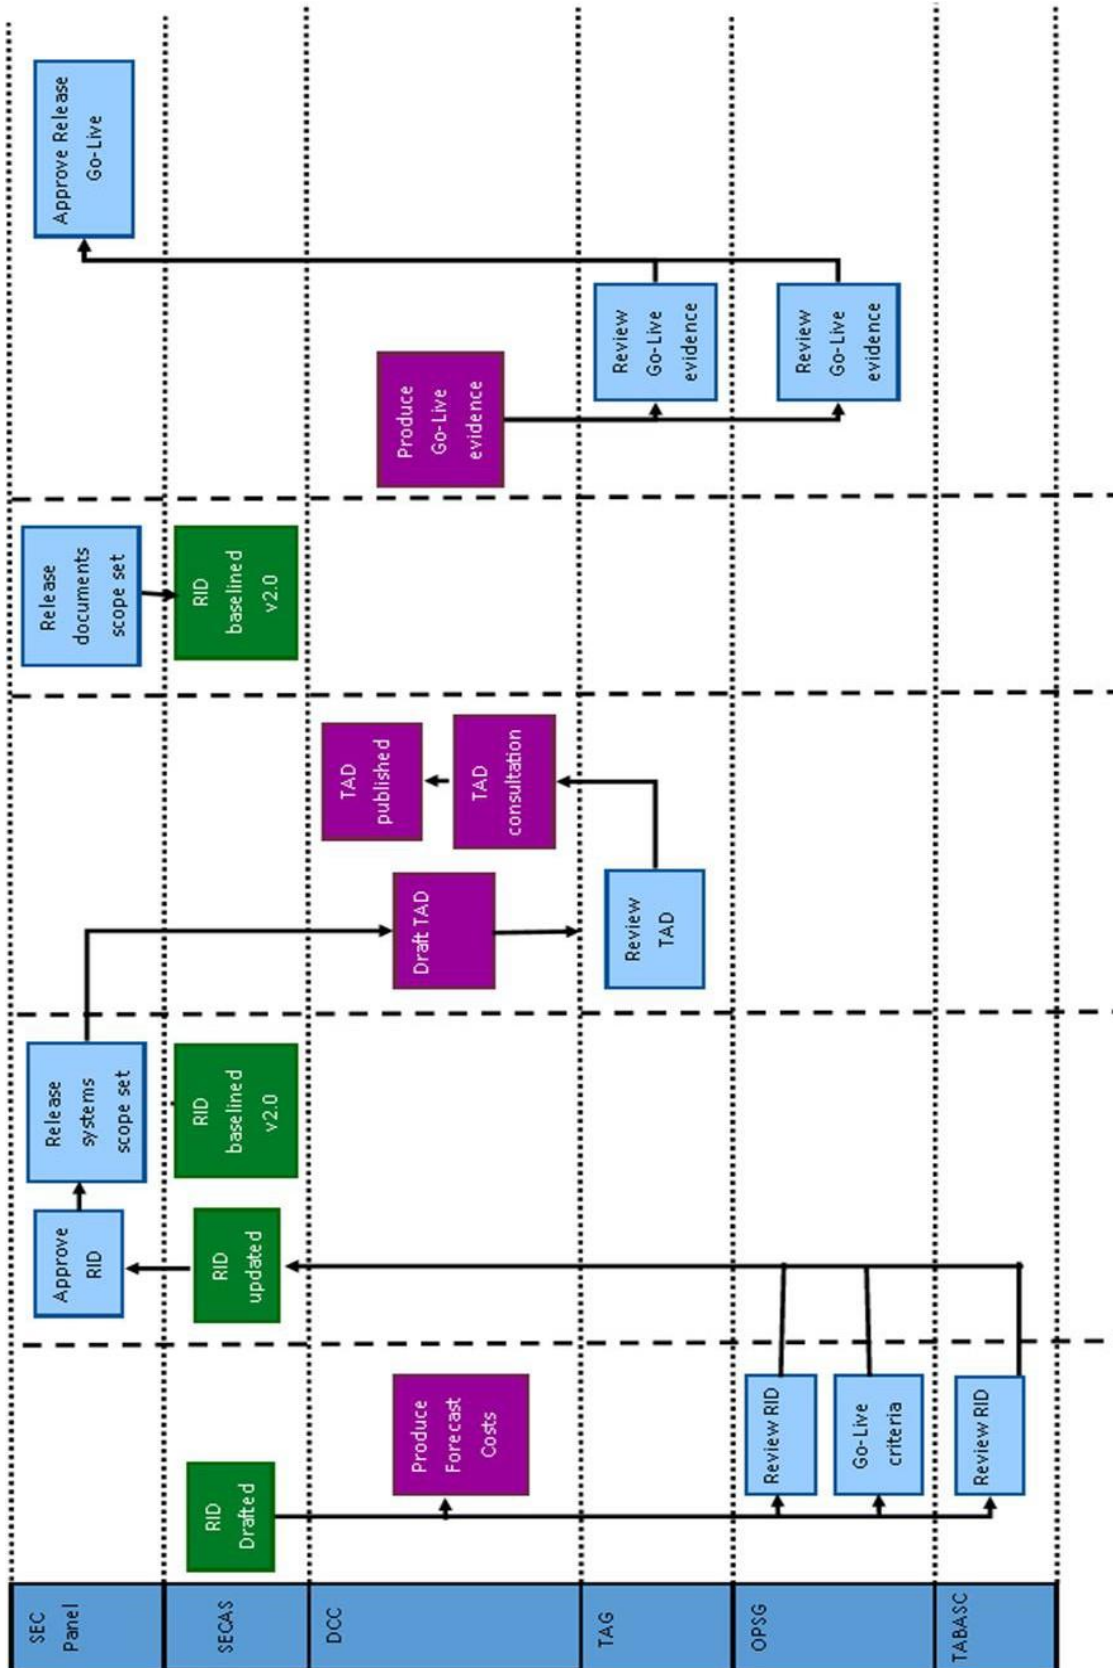 SEC
Panel
Approve
RID
Release
systems
scope set
Release
documents
scope set
Approve Release
Go-Live
SECAS
RID
Drafted
RID
updated
RID
baselined
v2.0
RID
baselined
v2.0
DCC
Produce
Forecast
Costs
Draft TAD
TAD
published
TAD
consultation
Produce
Go-Live
evidence
TAG
Review
TAD
Review
Go-Live
evidence
OPSG
Review RID
Go-Live
criteria
Review
Go-Live
evidence
TABASC
Review RID